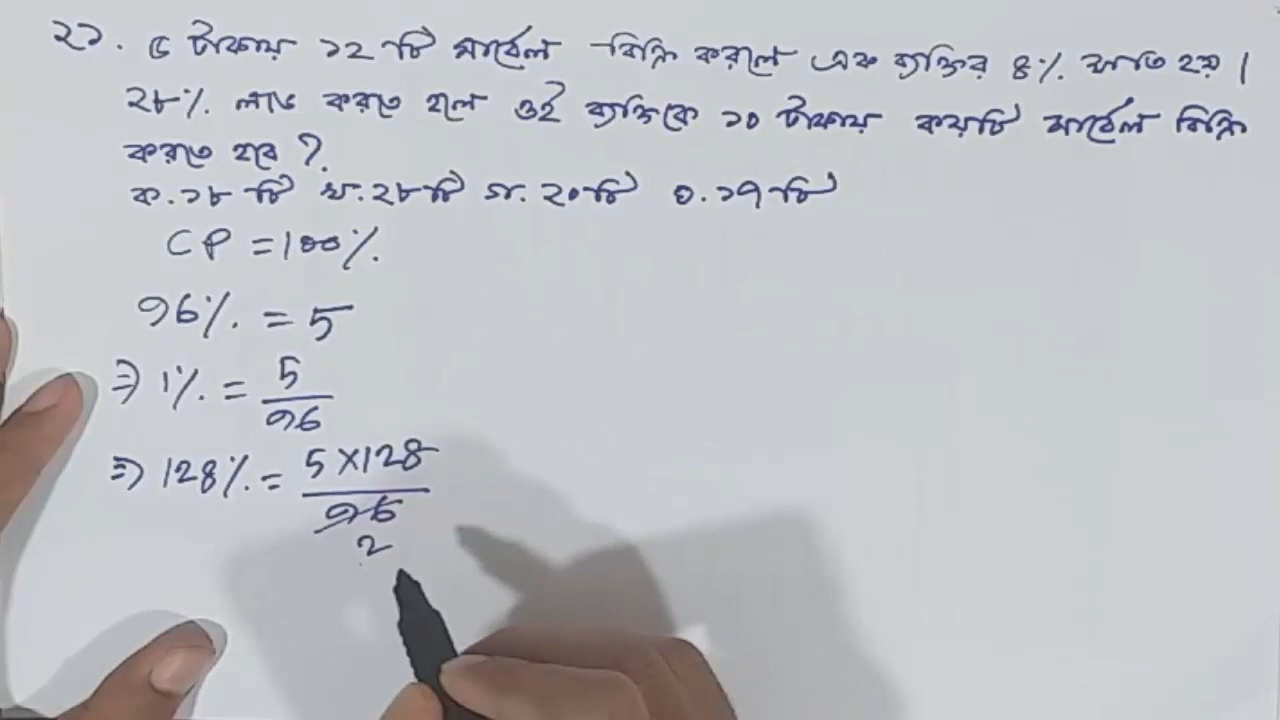 ২১. ৫ টাকায় ১২ টি মার্বেল বিক্রি করলে এক ব্যক্তির ৪% ক্ষতি হয়।
২৮% লাভ করতে হলে ওই ব্যক্তিকে ১০ টাকায় কয়টি মার্বেল বিক্রি
করতে হবে ?
ক. ১৮ টি খ. ২৮টি গ. ২০টি ঘ. ১৭ টি
CP = 100%.
96%. = 5
⇒ 1%. = 5/96
⇒ 128%. = 5×128/96
2